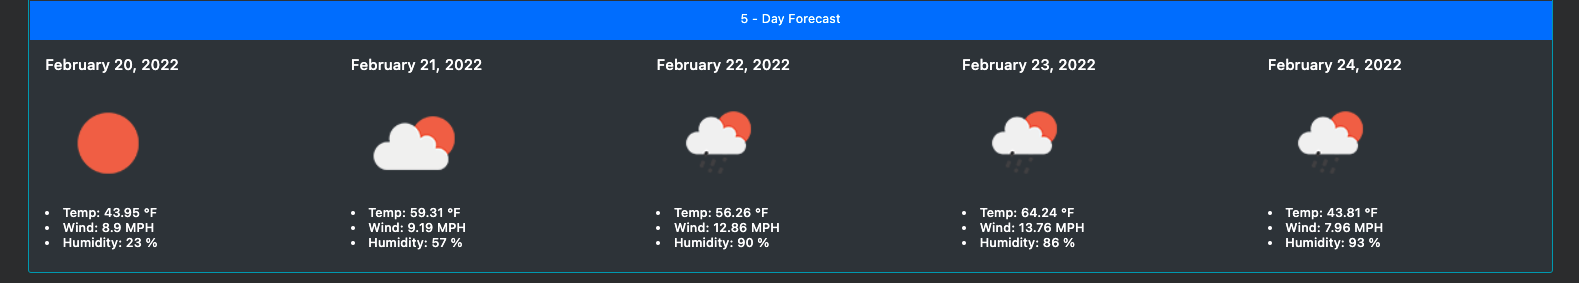 5 - Day Forecast
February 20, 2022
• Temp: 43.95 °F
• Wind: 8.9 MPH
• Humidity: 23 %
February 21, 2022
• Temp: 59.31 °F
• Wind: 9.19 MPH
• Humidity: 57 %
February 22, 2022
• Temp: 56.26 °F
• Wind: 12.86 MPH
• Humidity: 90 %
February 23, 2022
• Temp: 64.24 °F
• Wind: 13.76 MPH
• Humidity: 86 %
February 24, 2022
• Temp: 43.81 °F
• Wind: 7.96 MPH
• Humidity: 93 %